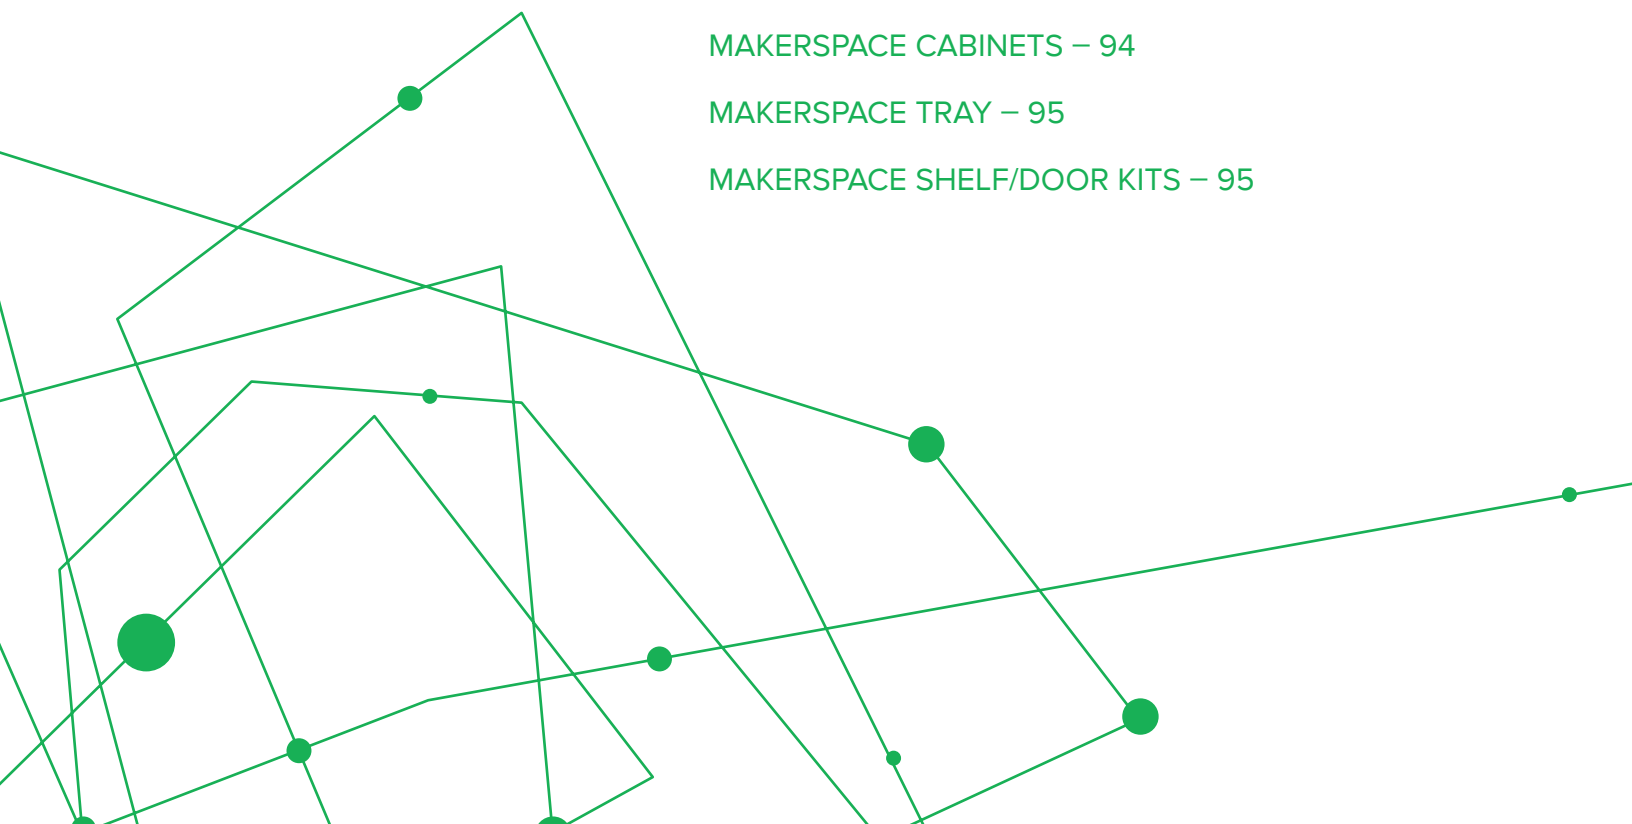 MAKERSPACE CABINETS – 94
MAKERSPACE TRAY – 95
MAKERSPACE SHELF/DOOR KITS – 95